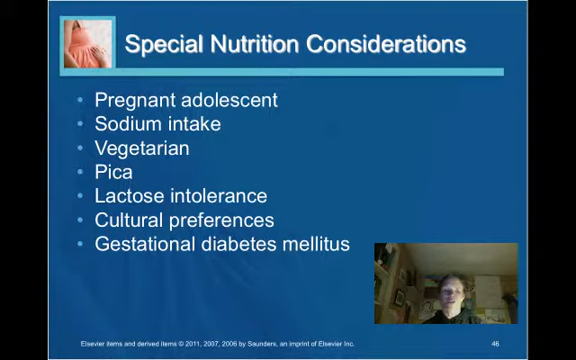 Special Nutrition Considerations
• Pregnant adolescent
• Sodium intake
• Vegetarian
• Pica
• Lactose intolerance
• Cultural preferences
• Gestational diabetes mellitus
Elsevier items and derived items © 2011, 2007, 2006 by Saunders, an imprint of Elsevier Inc.
46